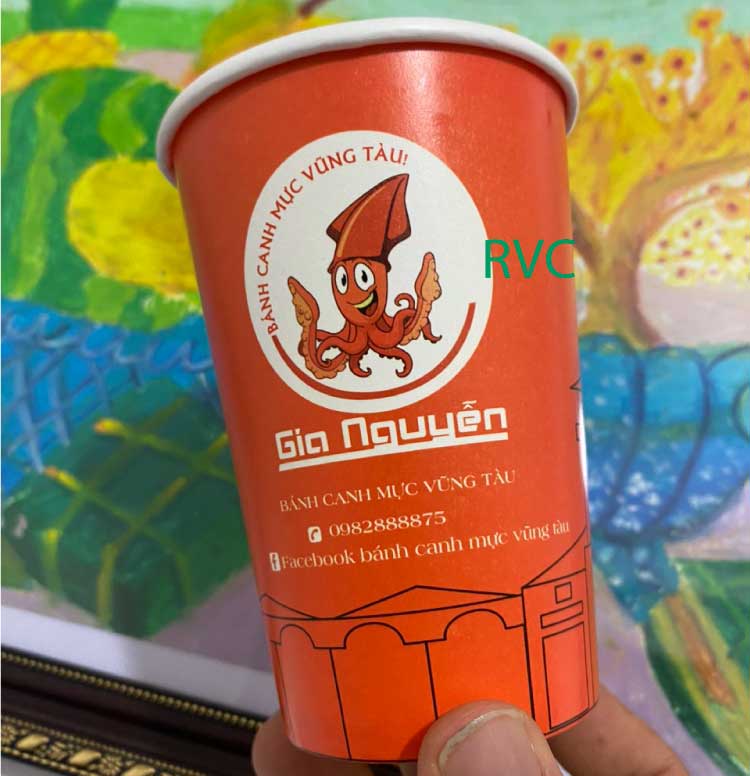 BÁNH CANH MỰC VŨNG TÀU!
RVC
Gia Nguyễn
BÁNH CANH MỰC VŨNG TÀU
0982888875
Facebook bánh canh mực vũng tàu